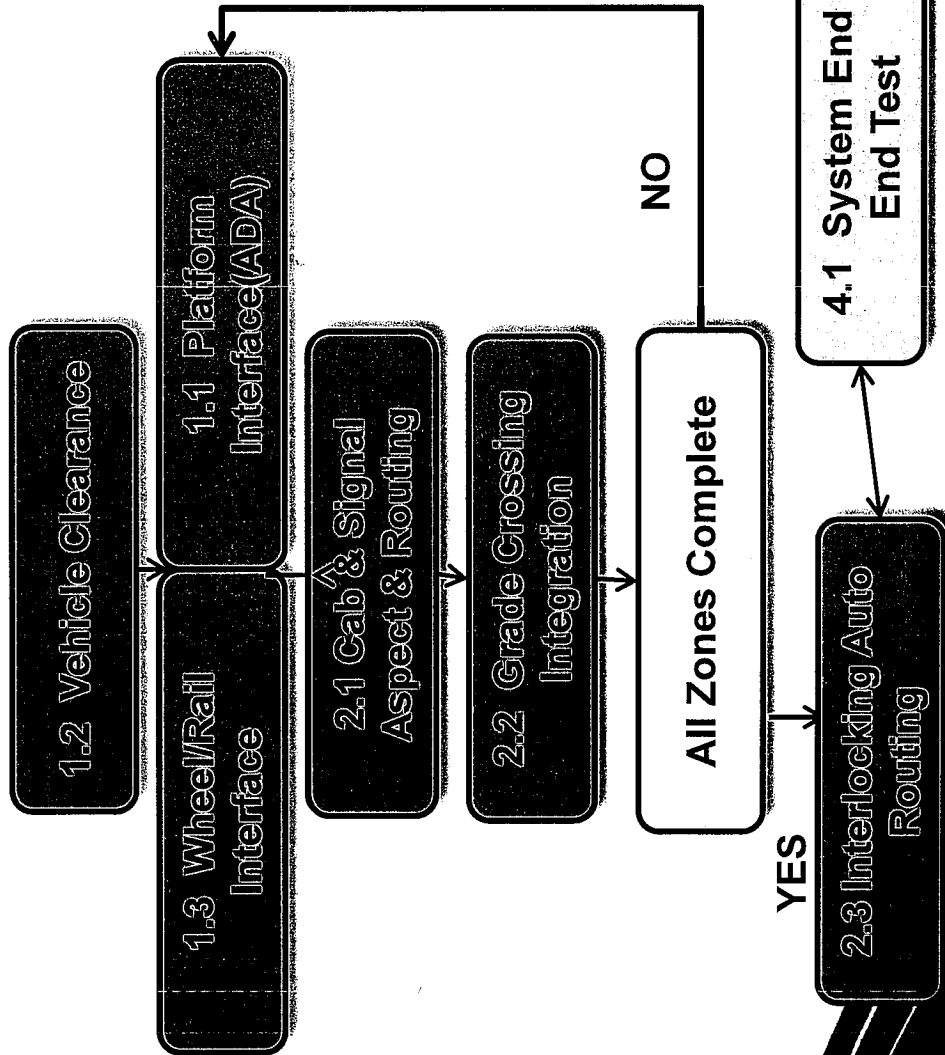 1.2 Vehicle Clearance
1.3 Wheel/Rail
Interface
1.1 Platform
Interface(ADA)
2.1 Cab & Signal
Aspect & Routing
2.2 Grade Crossing
Integration
All Zones Complete
NO
YES
2.3 Interlocking Auto
Routing
4.1 System End
End Test